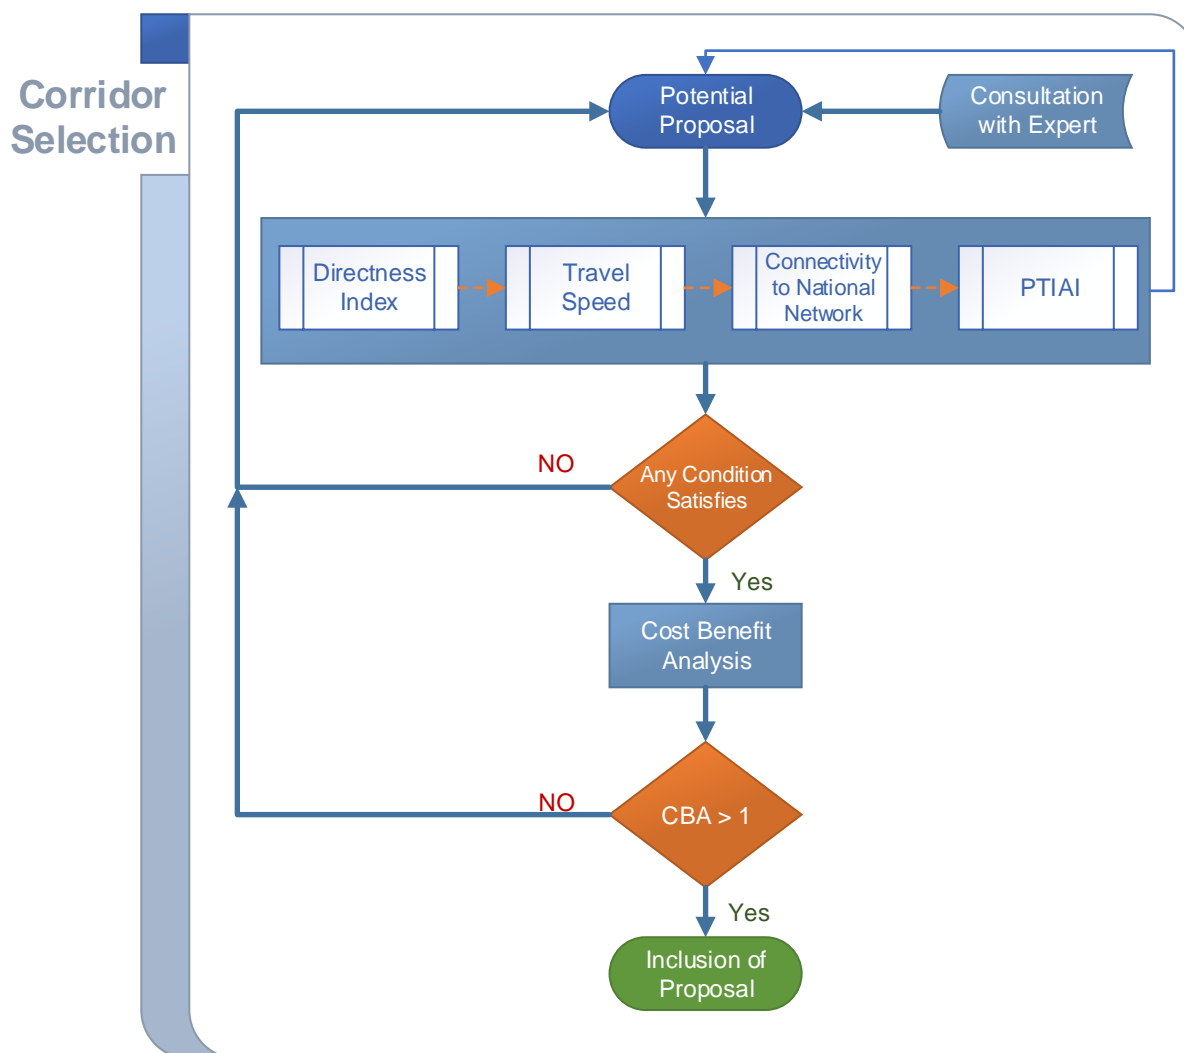 Corridor
Selection
Potential
Proposal
Consultation
with Expert
Directness
Index
Travel
Speed
Connectivity
to National
Network
PTIAI
Any Condition
Satisfies
NO
Yes
Cost Benefit
Analysis
CBA > 1
NO
Yes
Inclusion of
Proposal